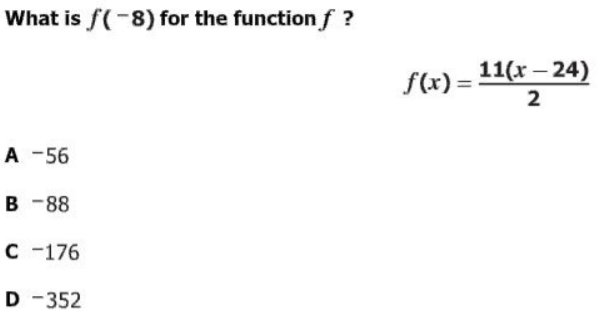 What is f(⁻8) for the function f ?
f(x) = 11(x – 24) / 2
A ⁻56
B ⁻88
C ⁻176
D ⁻352